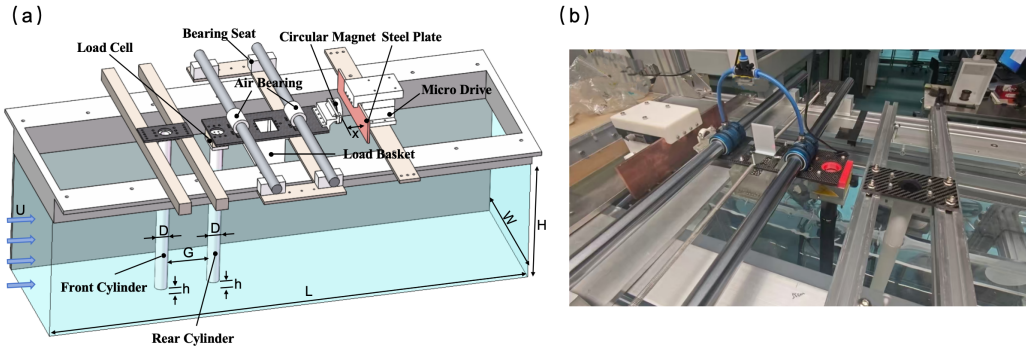 (a)
(b)
Bearing Seat
Circular Magnet
Steel Plate
Load Cell
Air Bearing
Micro Drive
x
Load Basket
U
W
H
D
D
G
h
h
Front Cylinder
L
Rear Cylinder